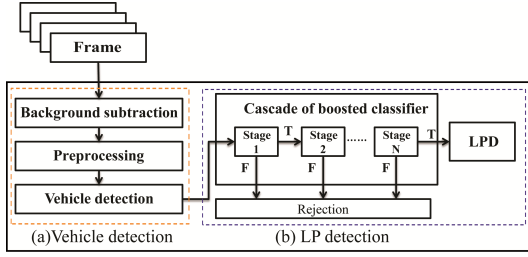 Frame
Background subtraction
Preprocessing
Vehicle detection
(a)Vehicle detection
Cascade of boosted classifier
Stage
1
T
Stage
2
......
Stage
N
T
LPD
F
F
F
Rejection
(b) LP detection